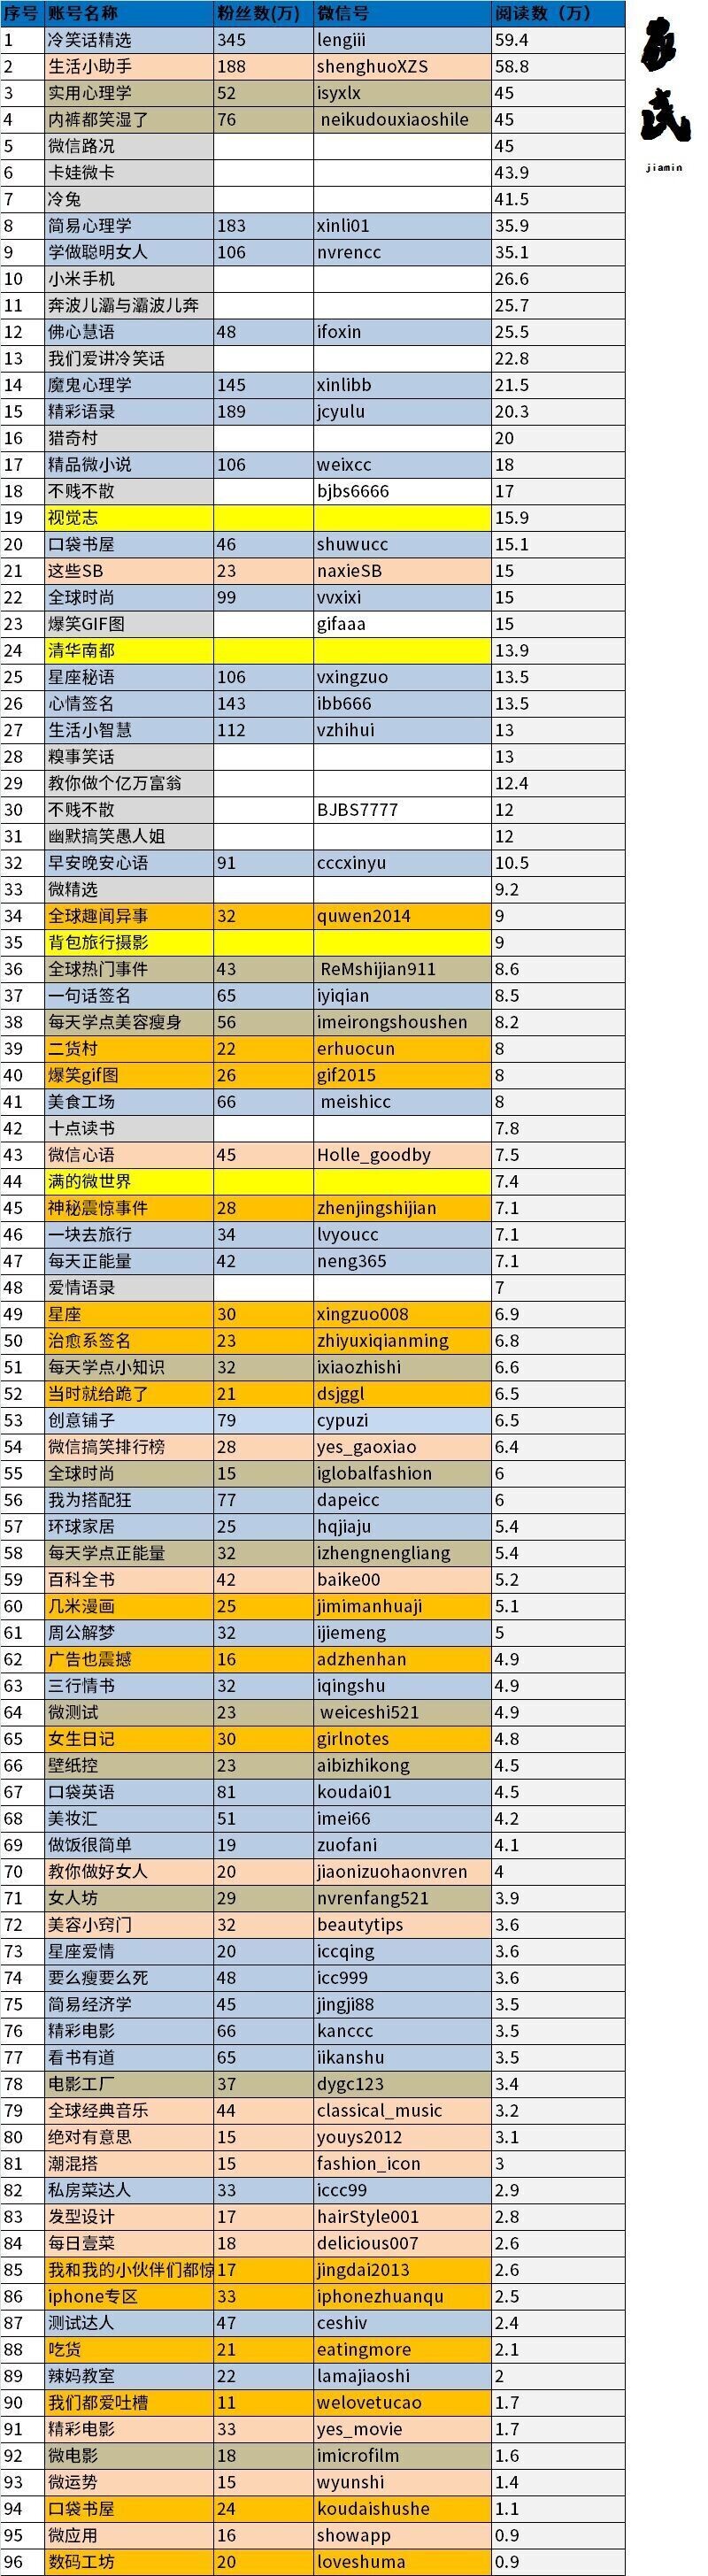 序号 账号名称 粉丝数(万) 微信号 阅读数（万）
1 冷笑话精选 345 lengiii 59.4
2 生活小助手 188 shenghuoXZS 58.8
3 实用心理学 52 isyxlx 45
4 内裤都笑湿了 76 neikudouxiaoshile 45
5 微信路况 45
6 卡娃微卡 43.9
7 冷兔 41.5
8 简易心理学 183 xinli01 35.9
9 学做聪明女人 106 nvrencc 35.1
10 小米手机 26.6
11 奔波儿灞与灞波儿奔 25.7
12 佛心慧语 48 ifoxin 25.5
13 我们爱讲冷笑话 22.8
14 魔鬼心理学 145 xinlibb 21.5
15 精彩语录 189 jcyulu 20.3
16 猎奇村 20
17 精品微小说 106 weixcc 18
18 不贱不散 bjbs6666 17
19 视觉志 15.9
20 口袋书屋 46 shuwucc 15.1
21 这些SB 23 naxieSB 15
22 全球时尚 99 vvxixi 15
23 爆笑GIF图 gifaaa 15
24 清华南都 13.9
25 星座秘语 106 vxingzuo 13.5
26 心情签名 143 ibb666 13.5
27 生活小智慧 112 vzhihui 13
28 糗事笑话 13
29 教你做个亿万富翁 12.4
30 不贱不散 BJBS7777 12
31 幽默搞笑愚人姐 12
32 早安晚安心语 91 cccxinyu 10.5
33 微精选 9.2
34 全球趣闻异事 32 quwen2014 9
35 背包旅行摄影 9
36 全球热门事件 43 ReMshijian911 8.6
37 一句话签名 65 iyiqian 8.5
38 每天学点美容瘦身 56 imeirongshoushen 8.2
39 二货村 22 erhuocun 8
40 爆笑gif图 26 gif2015 8
41 美食工场 66 meishicc 8
42 十点读书 7.8
43 微信心语 45 Holle_goodby 7.5
44 满的微世界 7.4
45 神秘震惊事件 28 zhenjingshijian 7.1
46 一块去旅行 34 lvyoucc 7.1
47 每天正能量 42 neng365 7.1
48 爱情语录 7
49 星座 30 xingzuo008 6.9
50 治愈系签名 23 zhiyuxiqianming 6.8
51 每天学点小知识 32 ixiaozhishi 6.6
52 当时就给跪了 21 dsjggl 6.5
53 创意铺子 79 cypuzi 6.5
54 微信搞笑排行榜 28 yes_gaoxiao 6.4
55 全球时尚 15 iglobalfashion 6
56 我为搭配狂 77 dapeicc 6
57 环球家居 25 hqjiaju 5.4
58 每天学点正能量 32 izhengnengliang 5.4
59 百科全书 42 baike00 5.2
60 几米漫画 25 jimimanhuaji 5.1
61 周公解梦 32 ijiemeng 5
62 广告也震撼 16 adzhenhan 4.9
63 三行情书 32 iqingshu 4.9
64 微测试 23 weiceshi521 4.9
65 女生日记 30 girlnotes 4.8
66 壁纸控 23 aibizhikong 4.5
67 口袋英语 81 koudai01 4.5
68 美妆汇 51 imei66 4.2
69 做饭很简单 19 zuofani 4.1
70 教你做好女人 20 jiaonizuohaonvren 4
71 女人坊 29 nvrenfang521 3.9
72 美容小窍门 32 beautytips 3.6
73 星座爱情 20 iccqing 3.6
74 要么瘦要么死 48 icc999 3.6
75 简易经济学 45 jingji88 3.5
76 精彩电影 66 kanccc 3.5
77 看书有道 65 iikanshu 3.5
78 电影工厂 37 dygc123 3.4
79 全球经典音乐 44 classical_music 3.2
80 绝对有意思 15 youys2012 3.1
81 潮混搭 15 fashion_icon 3
82 私房菜达人 33 iccc99 2.9
83 发型设计 17 hairStyle001 2.8
84 每日壹菜 18 delicious007 2.6
85 我和我的小伙伴们都惊 17 jingdai2013 2.6
86 iphone专区 33 iphonezhuanqu 2.5
87 测试达人 47 ceshiv 2.4
88 吃货 21 eatingmore 2.1
89 辣妈教室 22 lamajiaoshi 2
90 我们都爱吐槽 11 welovetucao 1.7
91 精彩电影 33 yes_movie 1.7
92 微电影 18 imicrofilm 1.6
93 微运势 15 wyunshi 1.4
94 口袋书屋 24 koudaishushe 1.1
95 微应用 16 showapp 0.9
96 数码工坊 20 loveshuma 0.9
jiamin